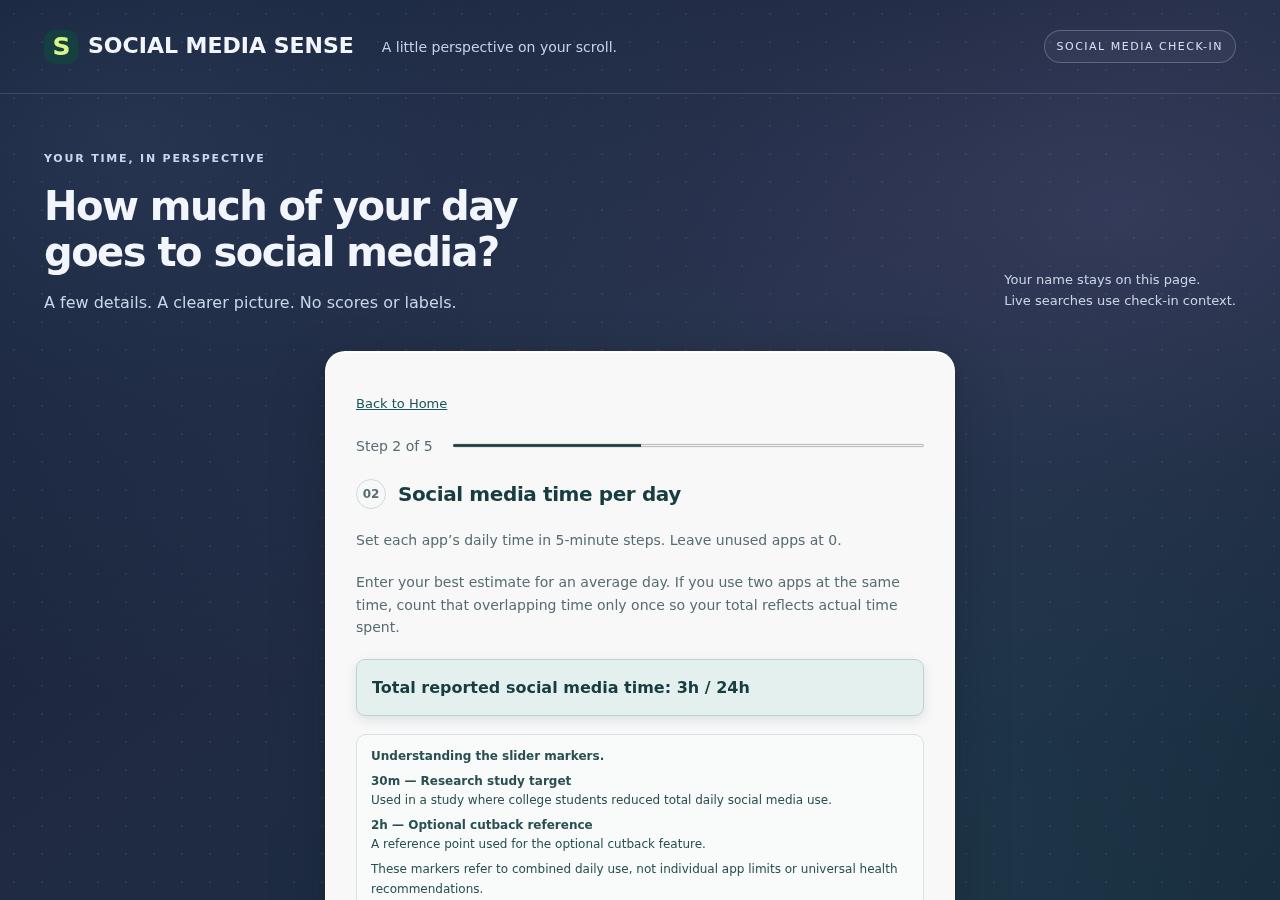 S SOCIAL MEDIA SENSE A little perspective on your scroll. SOCIAL MEDIA CHECK-IN
YOUR TIME, IN PERSPECTIVE
How much of your day
goes to social media?
A few details. A clearer picture. No scores or labels.
Your name stays on this page.
Live searches use check-in context.
Back to Home
Step 2 of 5
02 Social media time per day
Set each app’s daily time in 5-minute steps. Leave unused apps at 0.
Enter your best estimate for an average day. If you use two apps at the same
time, count that overlapping time only once so your total reflects actual time
spent.
Total reported social media time: 3h / 24h
Understanding the slider markers.
30m — Research study target
Used in a study where college students reduced total daily social media use.
2h — Optional cutback reference
A reference point used for the optional cutback feature.
These markers refer to combined daily use, not individual app limits or universal health
recommendations.